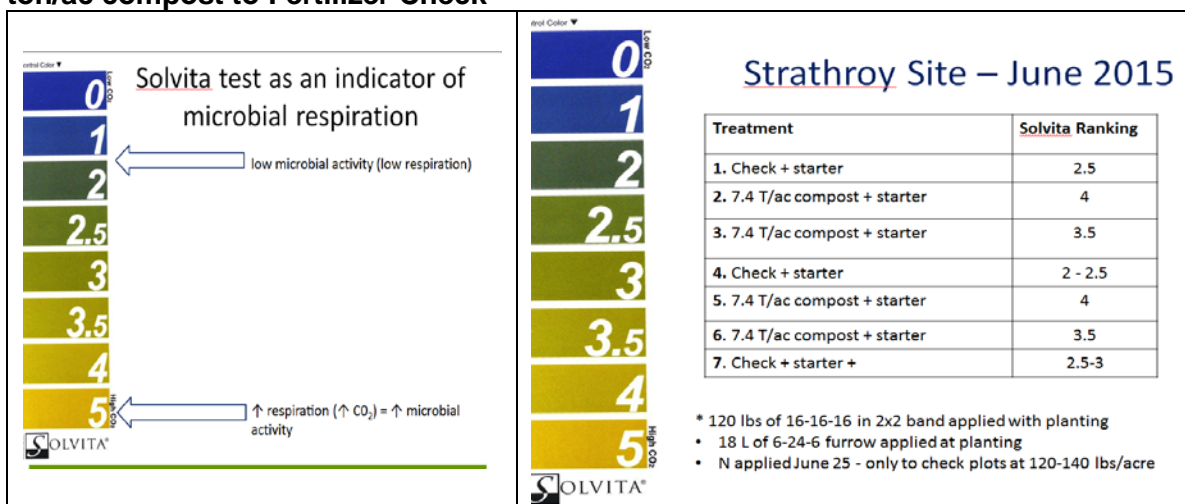 ton/ac compost to Fertilizer Check
ntrol Color ▼
Solvita test as an indicator of
microbial respiration
0
Low CO₂
1
low microbial activity (low respiration)
2
2.5
3
3.5
4
5
High CO₂
↑ respiration (↑ CO₂) = ↑ microbial
activity
SOLVITA®
trol Color ▼
Strathroy Site – June 2015
0
Low CO₂
1
2
2.5
3
3.5
4
5
High CO₂
SOLVITA®
Treatment Solvita Ranking
1. Check + starter 2.5
2. 7.4 T/ac compost + starter 4
3. 7.4 T/ac compost + starter 3.5
4. Check + starter 2 - 2.5
5. 7.4 T/ac compost + starter 4
6. 7.4 T/ac compost + starter 3.5
7. Check + starter + 2.5-3
* 120 lbs of 16-16-16 in 2x2 band applied with planting
• 18 L of 6-24-6 furrow applied at planting
• N applied June 25 - only to check plots at 120-140 lbs/acre